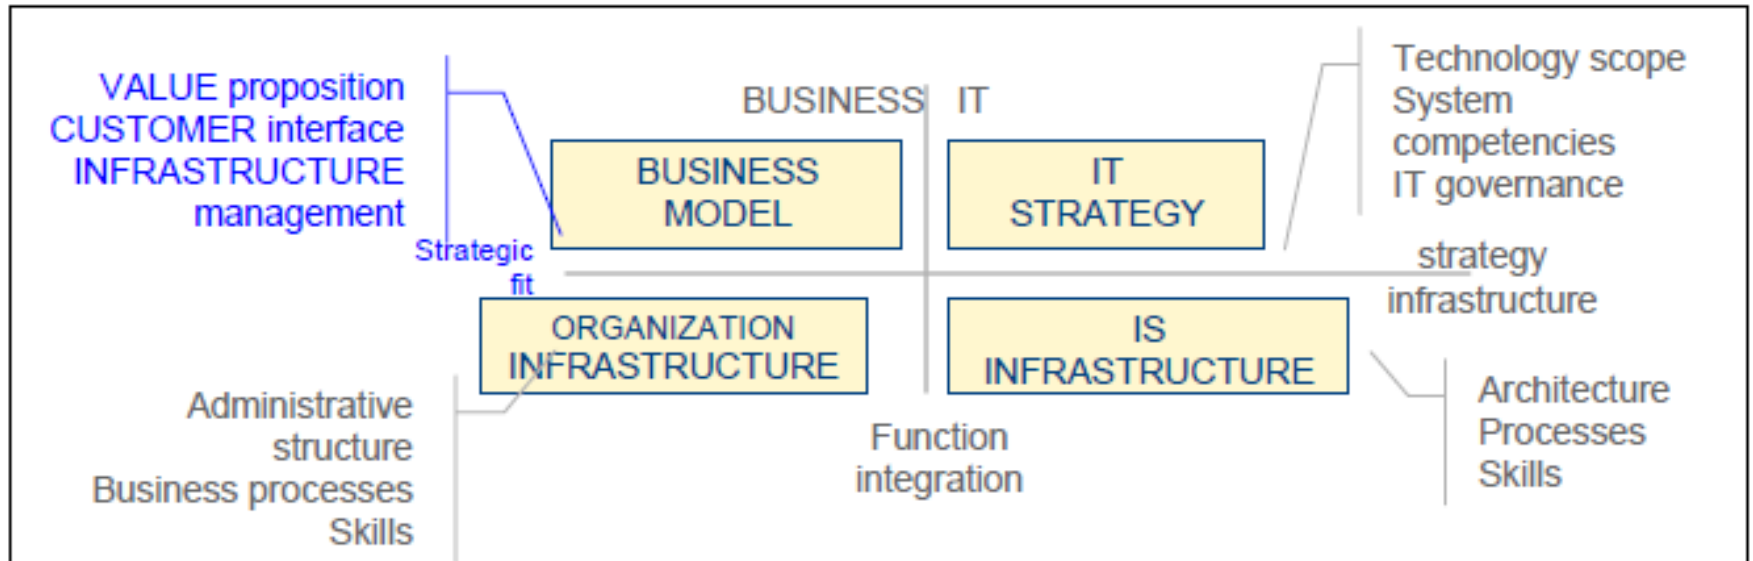 VALUE proposition
CUSTOMER interface
INFRASTRUCTURE
management
Strategic
fit
BUSINESS
IT
BUSINESS
MODEL
IT
STRATEGY
Technology scope
System
competencies
IT governance
strategy
infrastructure
ORGANIZATION
INFRASTRUCTURE
IS
INFRASTRUCTURE
Administrative
structure
Business processes
Skills
Function
integration
Architecture
Processes
Skills